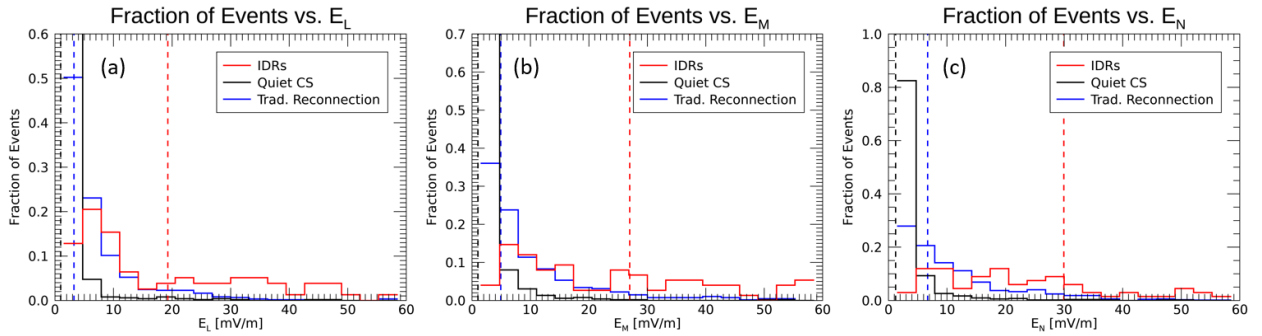 Fraction of Events vs. E_L
0.6
0.5
0.4
0.3
0.2
0.1
0.0
Fraction of Events
(a)
IDRs
Quiet CS
Trad. Reconnection
0 10 20 30 40 50 60
E_L [mV/m]
Fraction of Events vs. E_M
0.7
0.6
0.5
0.4
0.3
0.2
0.1
0.0
Fraction of Events
(b)
IDRs
Quiet CS
Trad. Reconnection
0 10 20 30 40 50 60
E_M [mV/m]
Fraction of Events vs. E_N
1.0
0.8
0.6
0.4
0.2
0.0
Fraction of Events
(c)
IDRs
Quiet CS
Trad. Reconnection
0 10 20 30 40 50 60
E_N [mV/m]